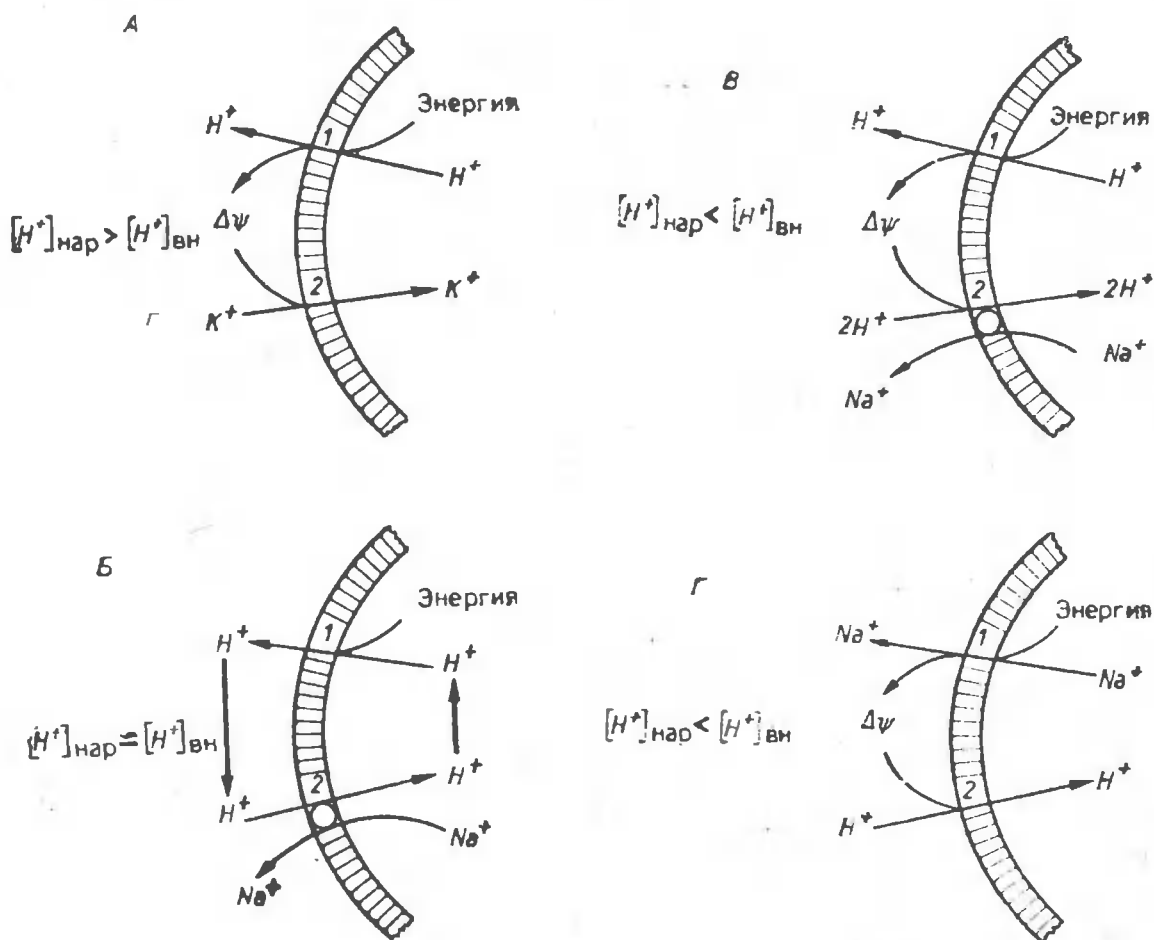 А
Энергия
H⁺
1
H⁺
Δψ
[H⁺]нар > [H⁺]вн
2
K⁺
K⁺
г
В
Энергия
H⁺
1
H⁺
[H⁺]нар < [H⁺]вн
Δψ
2
2H⁺
2H⁺
Na⁺
Na⁺
Б
Энергия
H⁺
1
H⁺
[H⁺]нар ≃ [H⁺]вн
H⁺
2
H⁺
Na⁺
Na⁺
Г
Энергия
Na⁺
1
Na⁺
[H⁺]нар < [H⁺]вн
Δψ
2
H⁺
H⁺